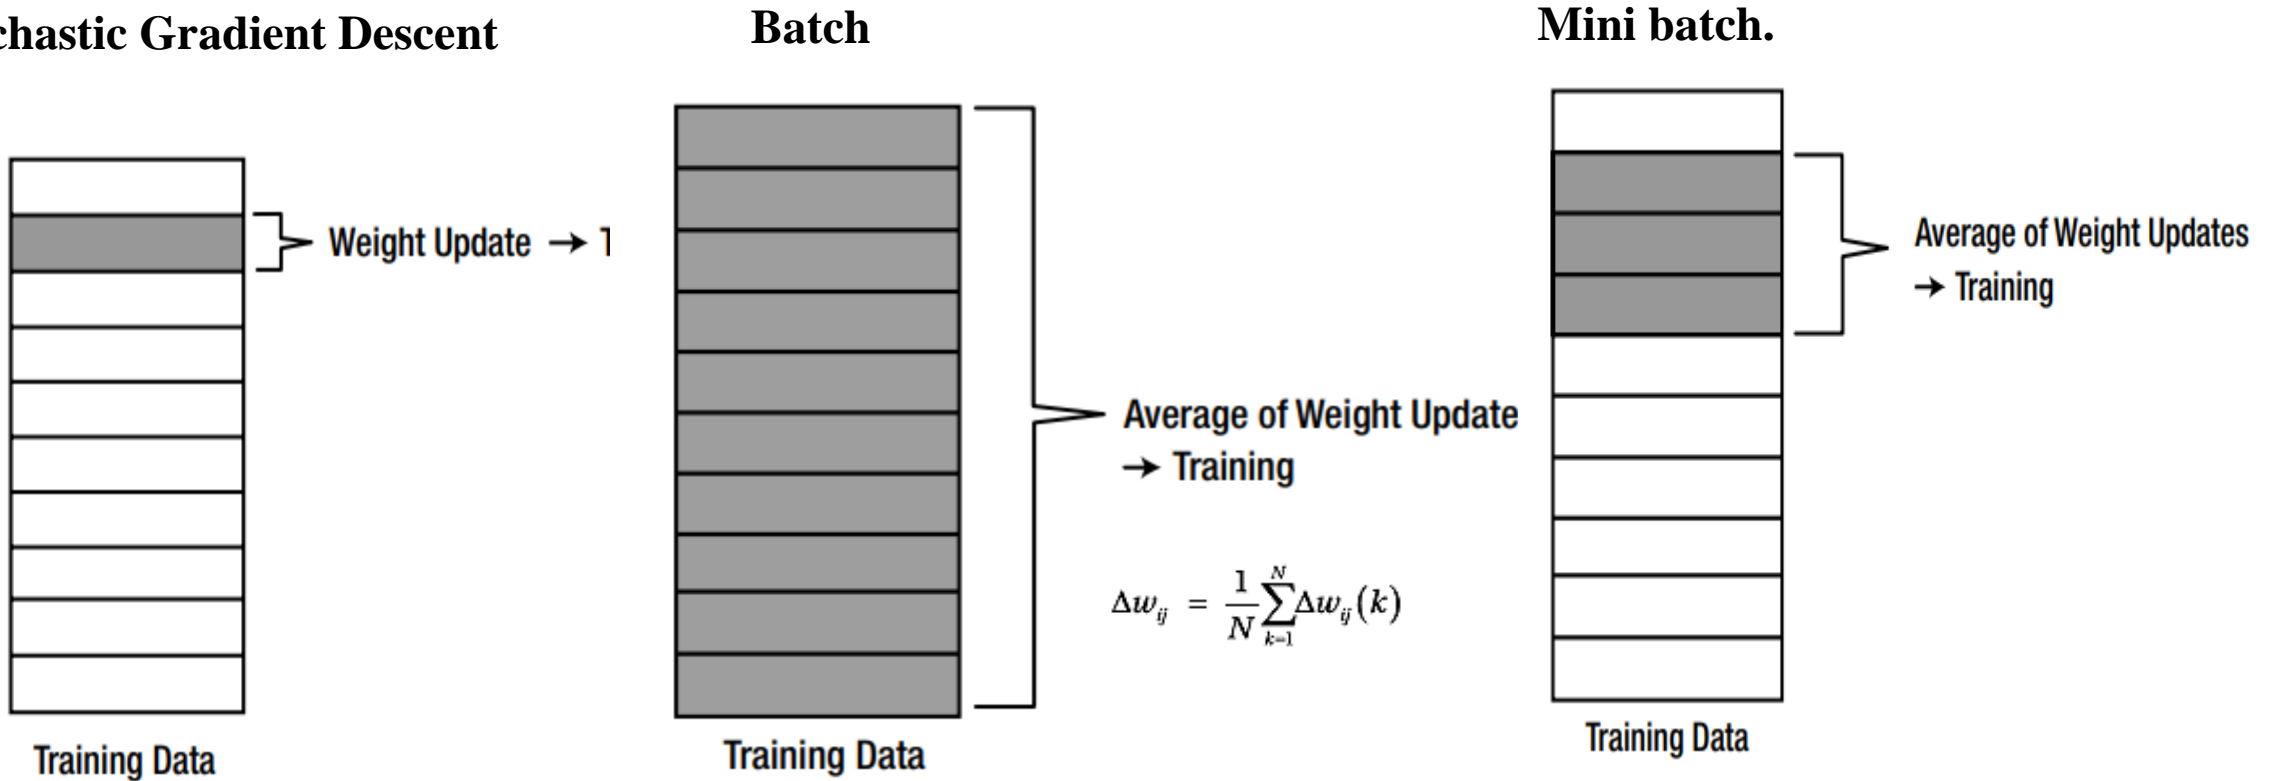 chastic Gradient Descent
Weight Update →
Training Data
Batch
Average of Weight Update
→ Training
Δw_ij = 1/N ∑_{k=1}^{N} Δw_ij(k)
Training Data
Mini batch.
Average of Weight Updates
→ Training
Training Data